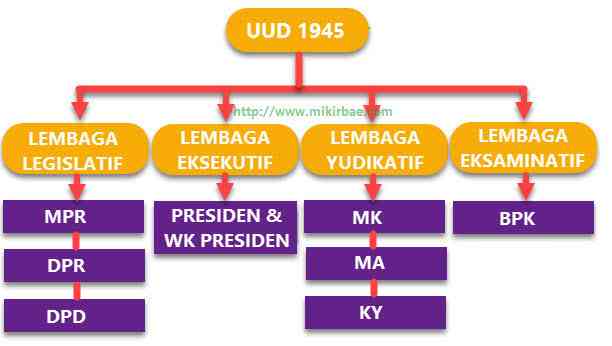 UUD 1945
http://www.mikirbae.com
LEMBAGA
LEGISLATIF
LEMBAGA
EKSEKUTIF
LEMBAGA
YUDIKATIF
LEMBAGA
EKSAMINATIF
MPR
DPR
DPD
PRESIDEN &
WK PRESIDEN
MK
MA
KY
BPK